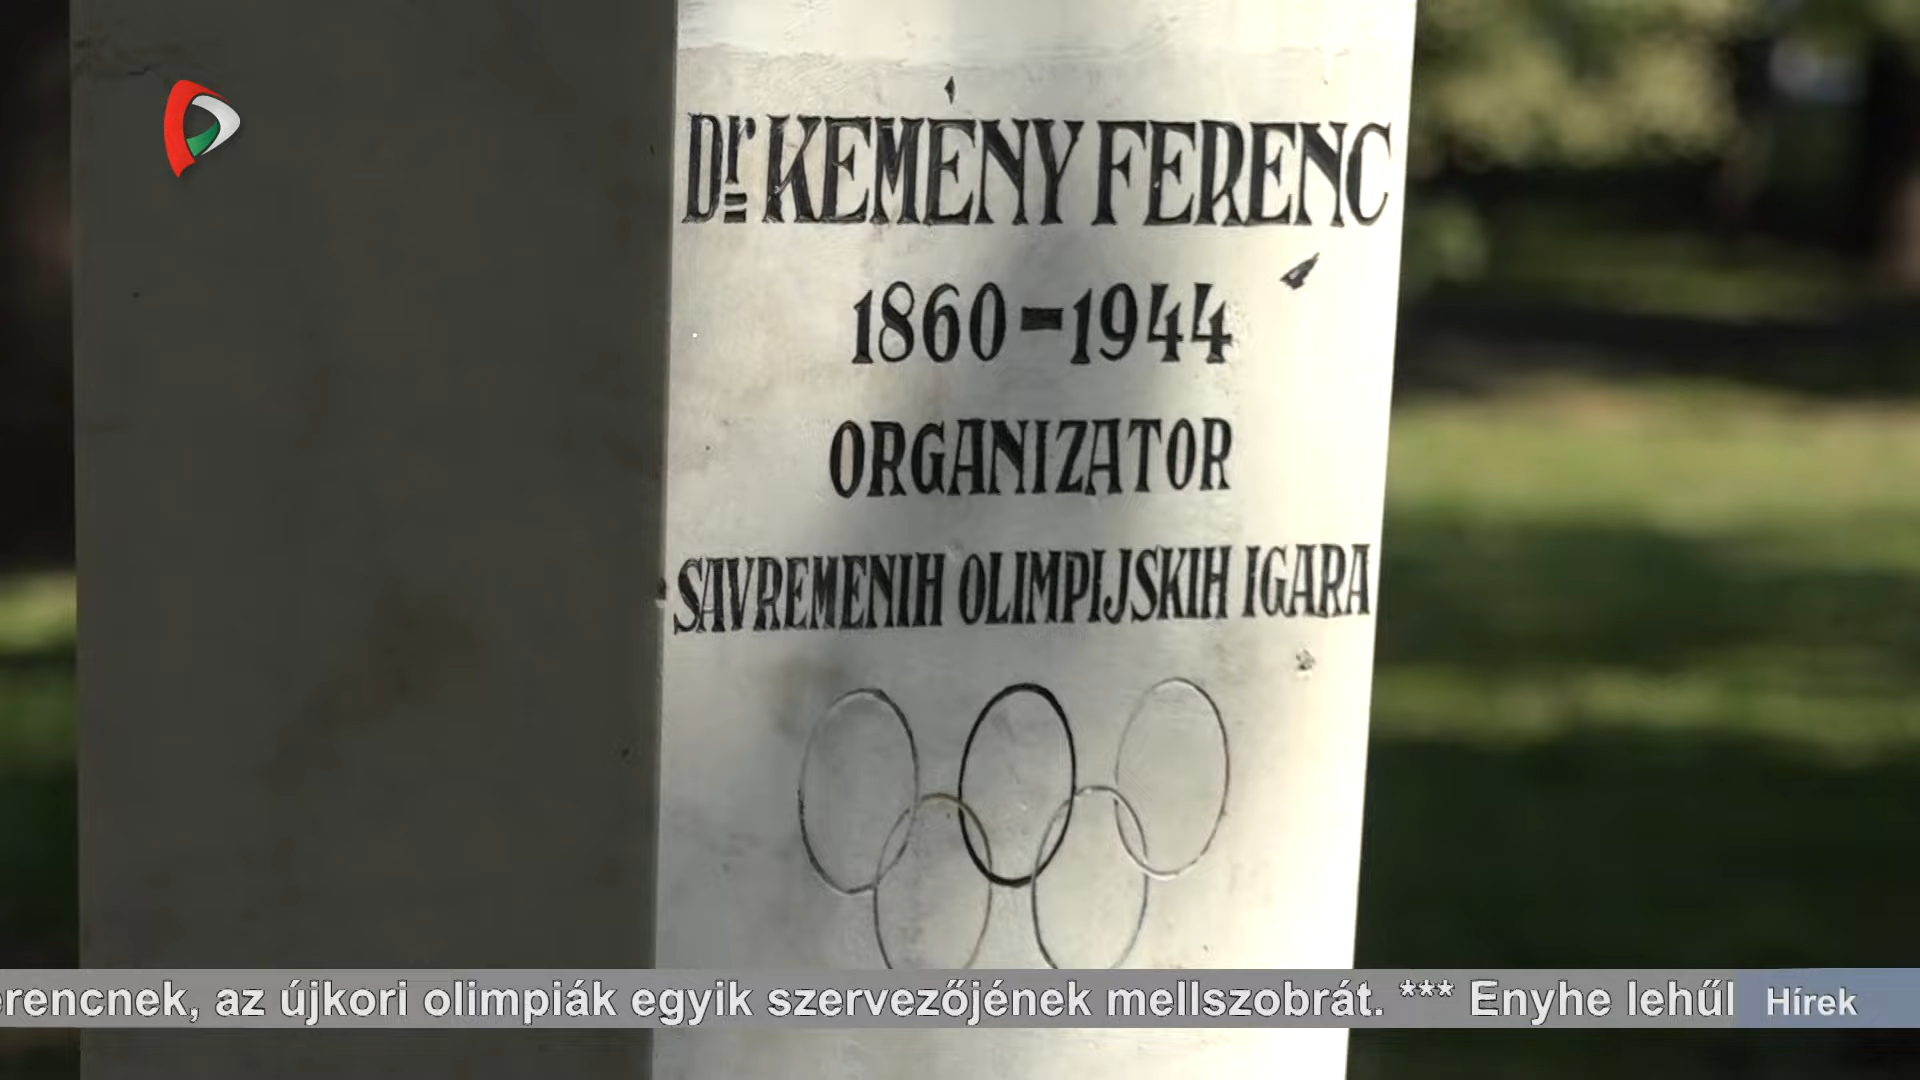 Dr KEMÉNY FERENC
1860-1944
ORGANIZATOR
SAVREMENIH OLIMPIJSKIH IGARA
erencnek, az újkori olimpiák egyik szervezőjének mellszobrát. *** Enyhe lehűl
Hírek